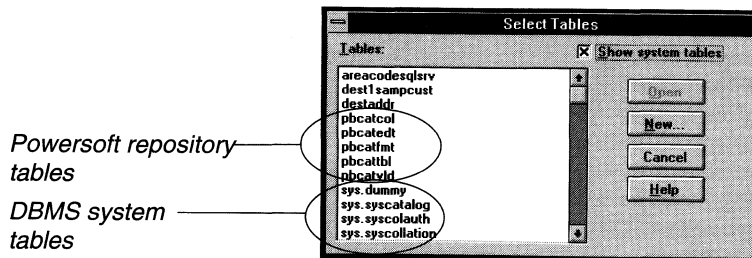 Select Tables
Tables:
Show system tables
areacodesqlsrv
dest1sampcust
destaddr
pbcatcol
pbcatedt
pbcatfmt
pbcattbl
pbcatvld
sys.dummy
sys.syscatalog
sys.syscolauth
sys.syscollation
Open
New...
Cancel
Help
Powersoft repository
tables
DBMS system
tables